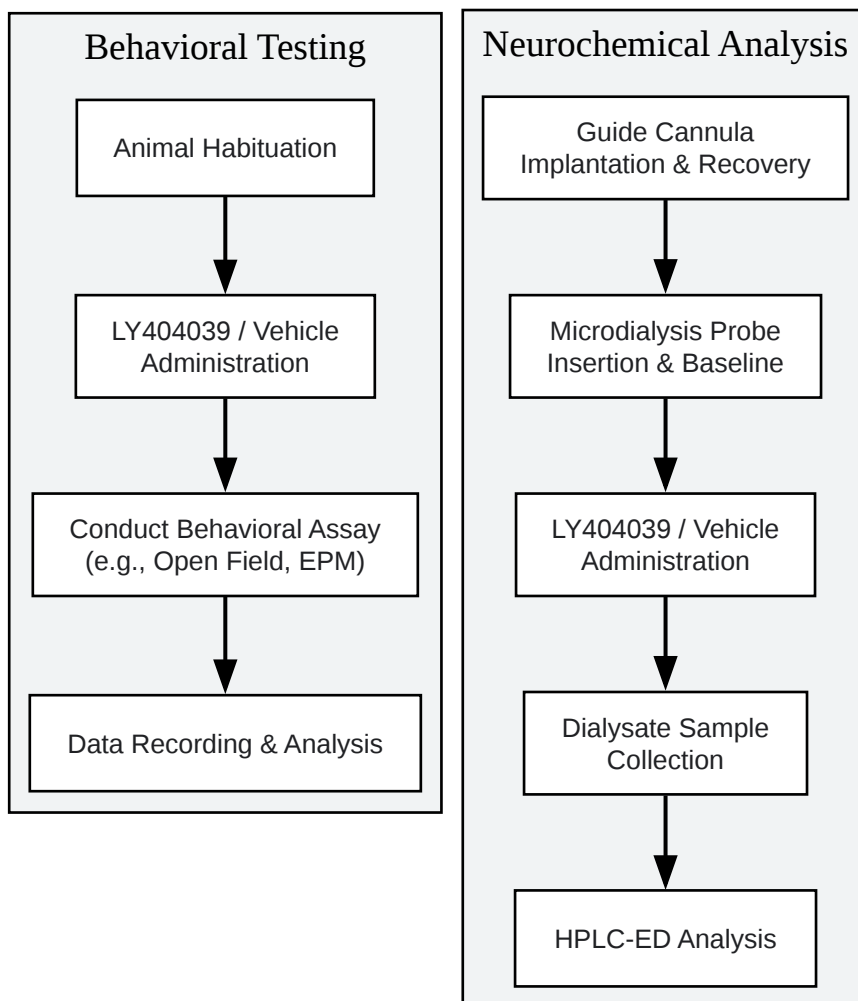 Behavioral Testing
Animal Habituation
LY404039 / Vehicle
Administration
Conduct Behavioral Assay
(e.g., Open Field, EPM)
Data Recording & Analysis
Neurochemical Analysis
Guide Cannula
Implantation & Recovery
Microdialysis Probe
Insertion & Baseline
LY404039 / Vehicle
Administration
Dialysate Sample
Collection
HPLC-ED Analysis